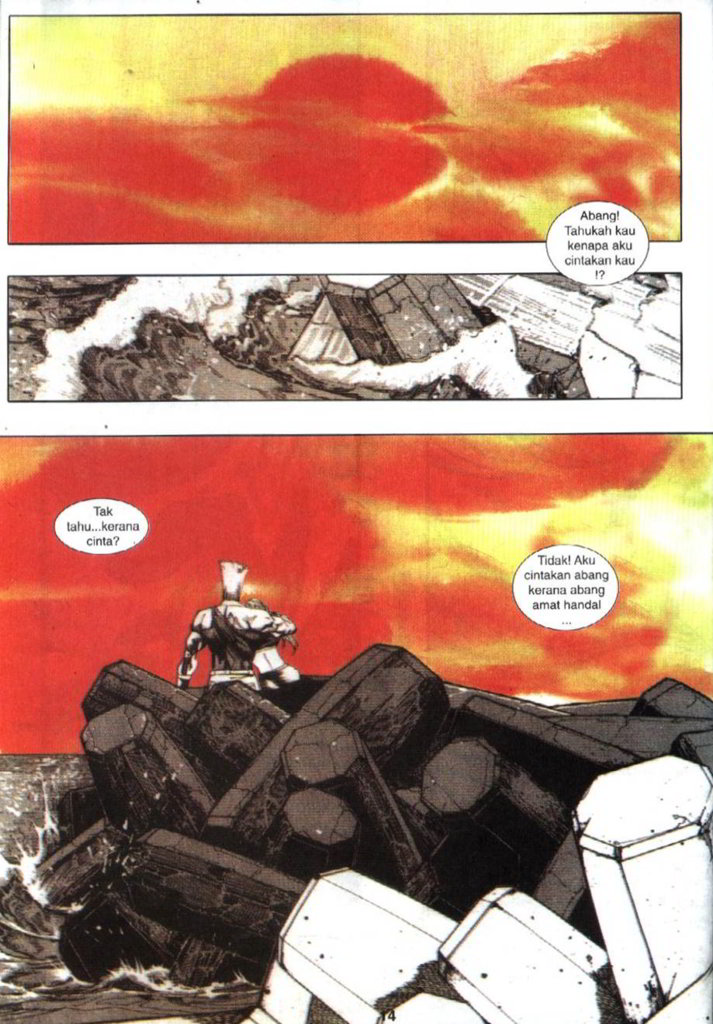 Abang!
Tahukah kau
kenapa aku
cintakan kau
!?
Tak
tahu...kerana
cinta?
Tidak! Aku
cintakan abang
kerana abang
amat handal
...
14